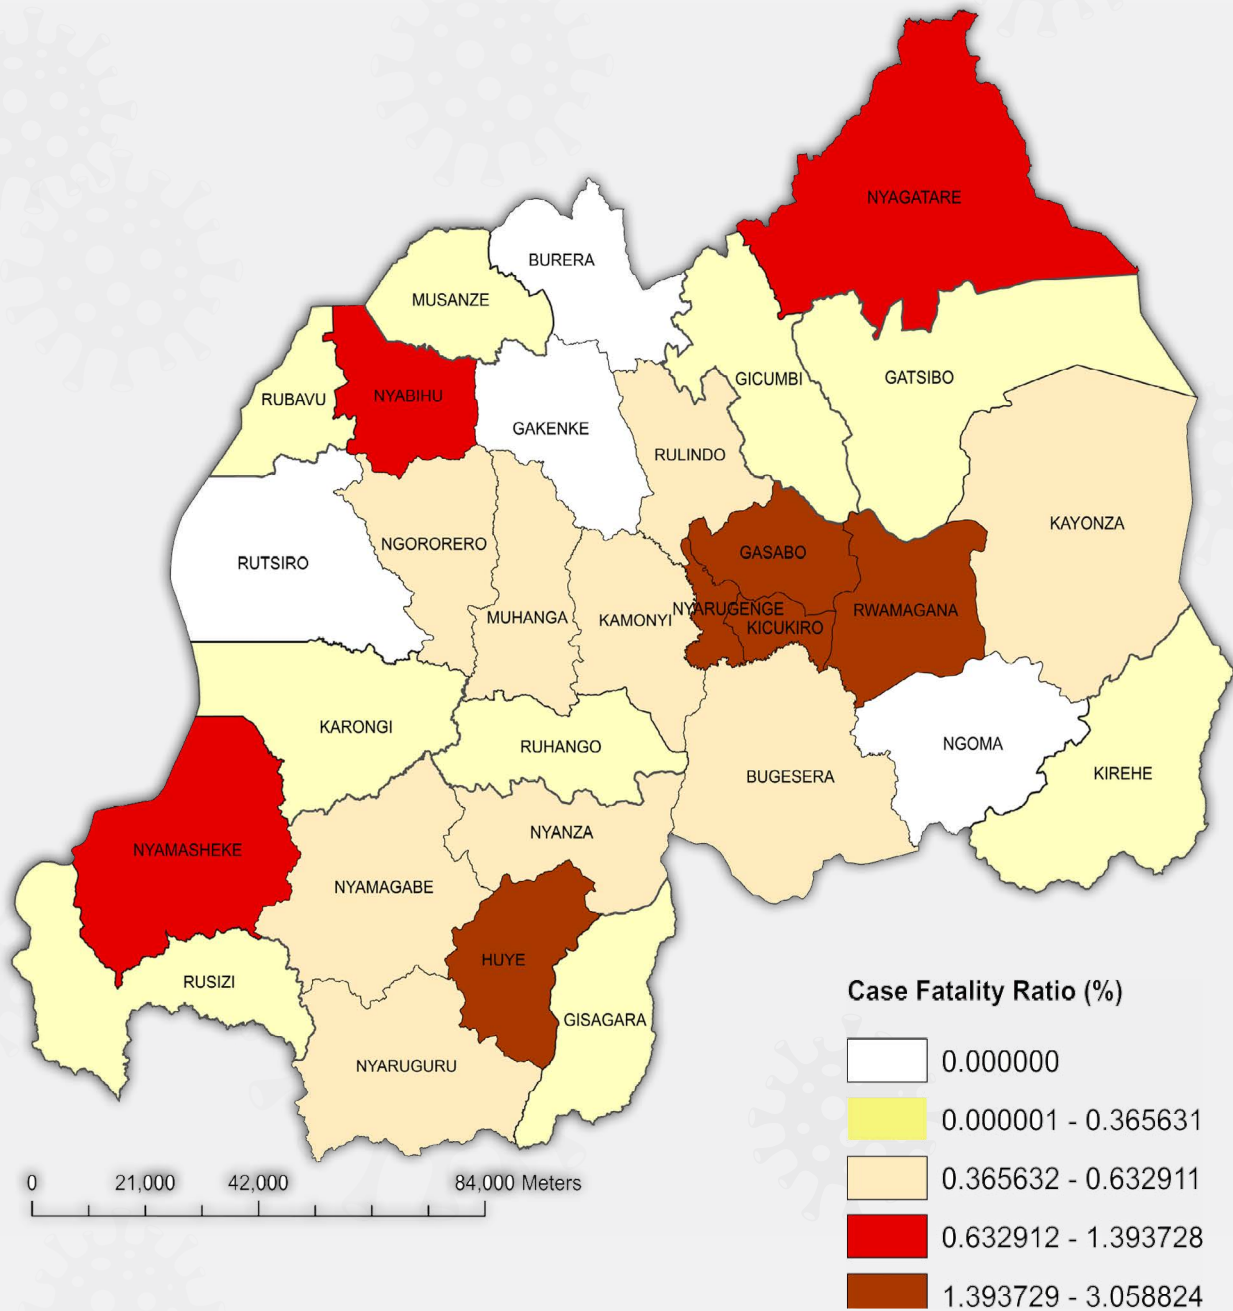 NYAGATARE
BURERA
MUSANZE
GICUMBI
GATSIBO
RUBAVU
NYABIHU
GAKENKE
RULINDO
KAYONZA
NGORORERO
GASABO
RUTSIRO
NYARUGENGE
RWAMAGANA
MUHANGA
KAMONYI
KICUKIRO
KARONGI
RUHANGO
NGOMA
BUGESERA
KIREHE
NYANZA
NYAMASHEKE
NYAMAGABE
HUYE
RUSIZI
GISAGARA
NYARUGURU
Case Fatality Ratio (%)
0.000000
0.000001 - 0.365631
0.365632 - 0.632911
0.632912 - 1.393728
1.393729 - 3.058824
0 21,000 42,000 84,000 Meters